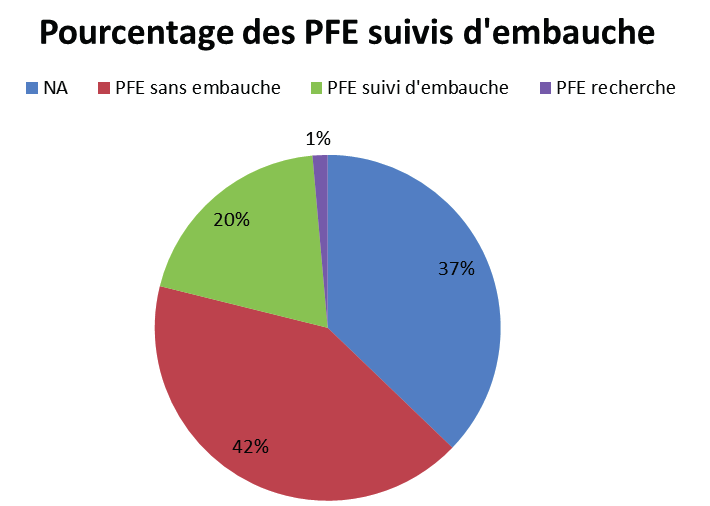 Pourcentage des PFE suivis d'embauche
NA PFE sans embauche PFE suivi d'embauche PFE recherche
1%
20%
37%
42%